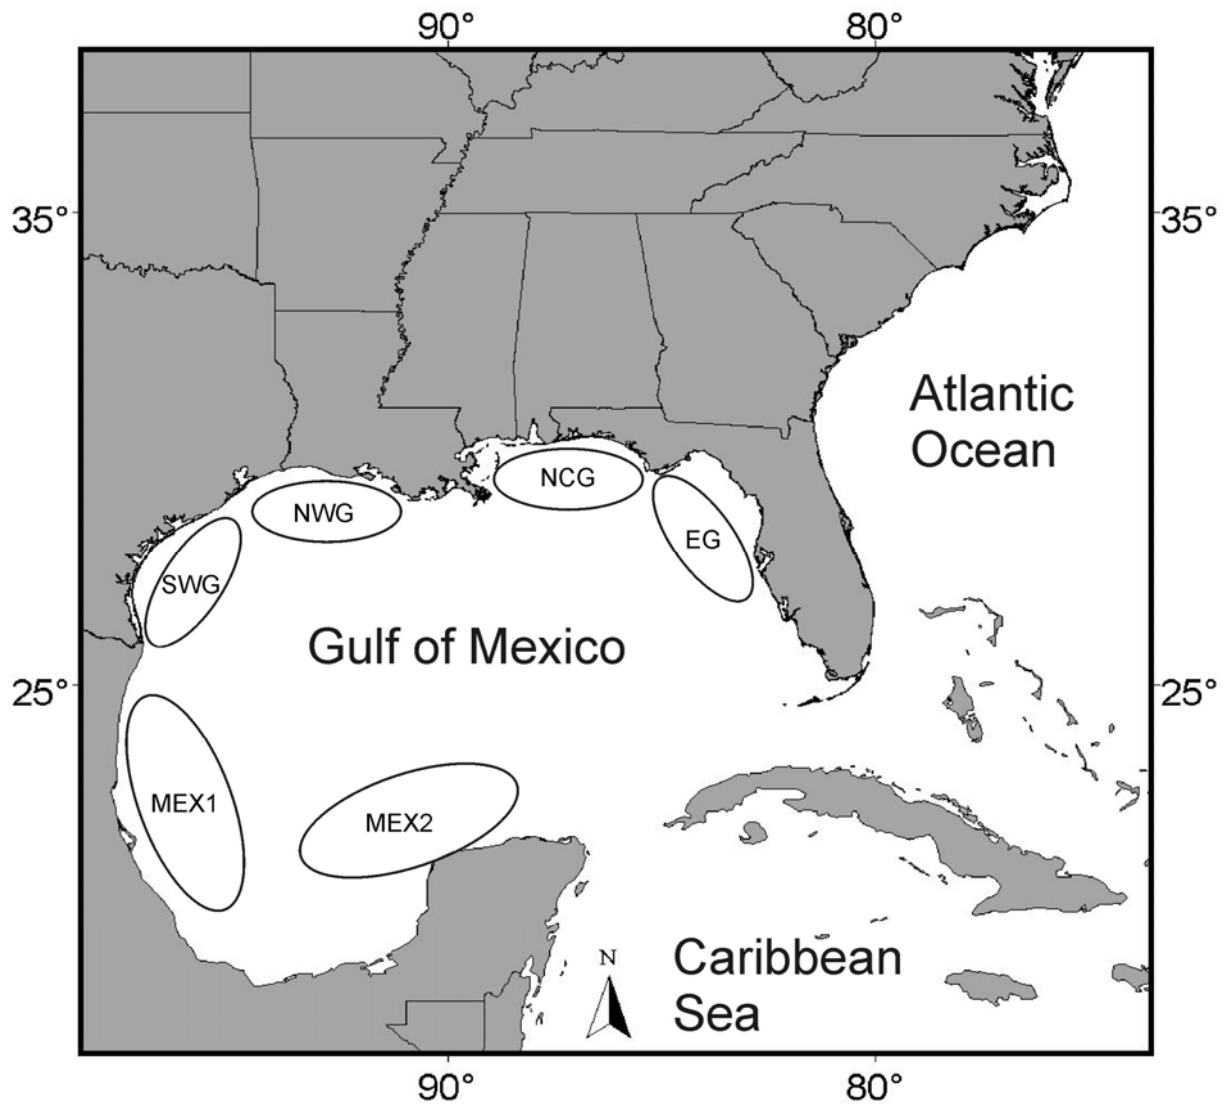 90° 80°
35° 35°
Atlantic
Ocean
NCG
NWG
EG
SWG
Gulf of Mexico
25° 25°
MEX1
MEX2
Caribbean
Sea
N
90° 80°